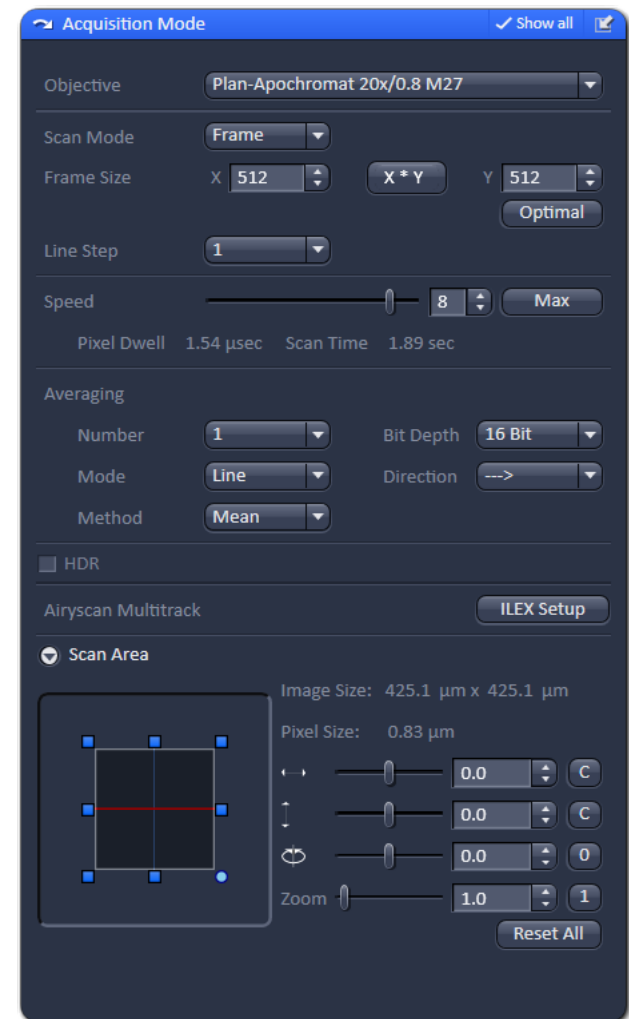 Acquisition Mode Show all
Objective Plan-Apochromat 20x/0.8 M27
Scan Mode Frame
Frame Size X 512 X * Y Y 512
Optimal
Line Step 1
Speed 8 Max
Pixel Dwell 1.54 µsec Scan Time 1.89 sec
Averaging
Number 1 Bit Depth 16 Bit
Mode Line Direction --->
Method Mean
HDR
Airyscan Multitrack ILEX Setup
Scan Area
Image Size: 425.1 µm x 425.1 µm
Pixel Size: 0.83 µm
0.0 C
0.0 C
0.0 0
Zoom 1.0 1
Reset All